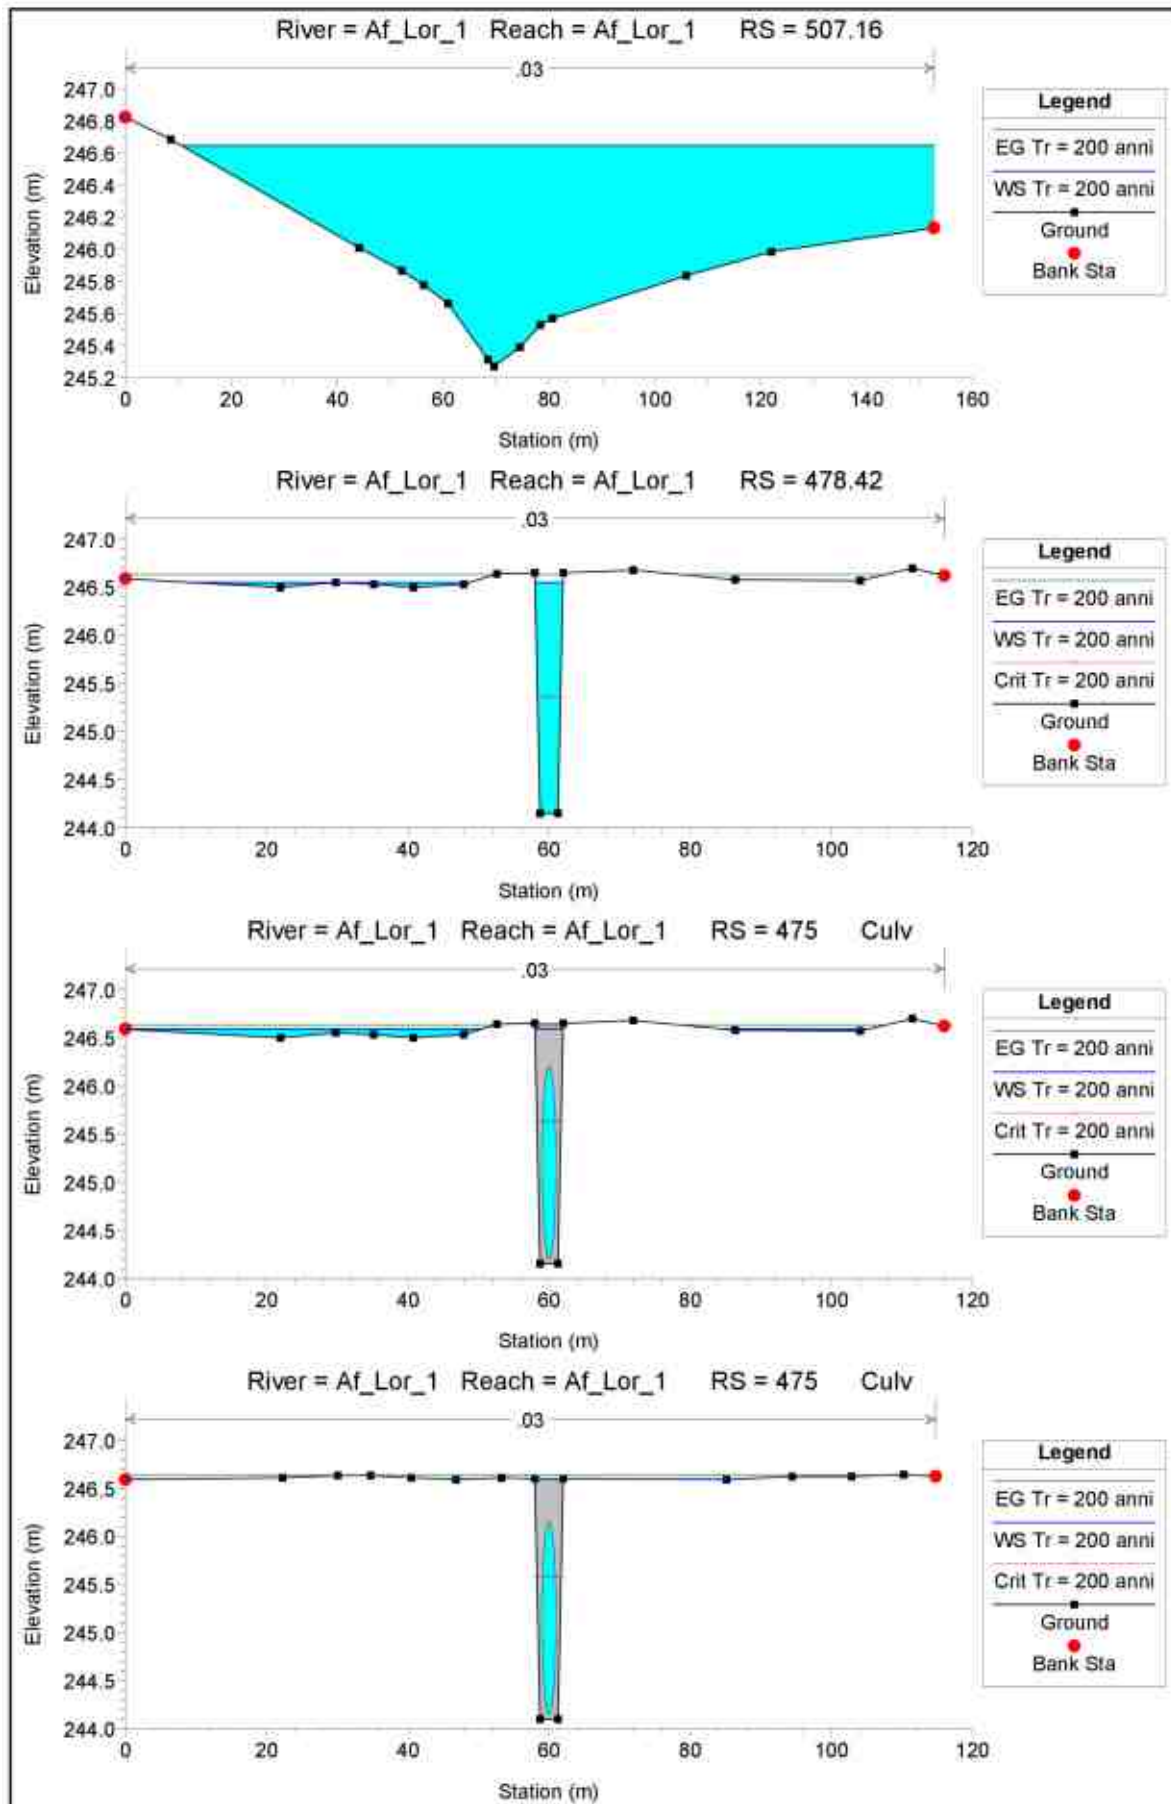 River = Af_Lor_1 Reach = Af_Lor_1 RS = 507.16
.03
247.0
246.8
246.6
246.4
246.2
246.0
245.8
245.6
245.4
245.2
Elevation (m)
0 20 40 60 80 100 120 140 160
Station (m)
Legend
EG Tr = 200 anni
WS Tr = 200 anni
Ground
Bank Sta
River = Af_Lor_1 Reach = Af_Lor_1 RS = 478.42
.03
247.0
246.5
246.0
245.5
245.0
244.5
244.0
Elevation (m)
0 20 40 60 80 100 120
Station (m)
Legend
EG Tr = 200 anni
WS Tr = 200 anni
Crit Tr = 200 anni
Ground
Bank Sta
River = Af_Lor_1 Reach = Af_Lor_1 RS = 475 Culv
.03
247.0
246.5
246.0
245.5
245.0
244.5
244.0
Elevation (m)
0 20 40 60 80 100 120
Station (m)
Legend
EG Tr = 200 anni
WS Tr = 200 anni
Crit Tr = 200 anni
Ground
Bank Sta
River = Af_Lor_1 Reach = Af_Lor_1 RS = 475 Culv
.03
247.0
246.5
246.0
245.5
245.0
244.5
244.0
Elevation (m)
0 20 40 60 80 100 120
Station (m)
Legend
EG Tr = 200 anni
WS Tr = 200 anni
Crit Tr = 200 anni
Ground
Bank Sta